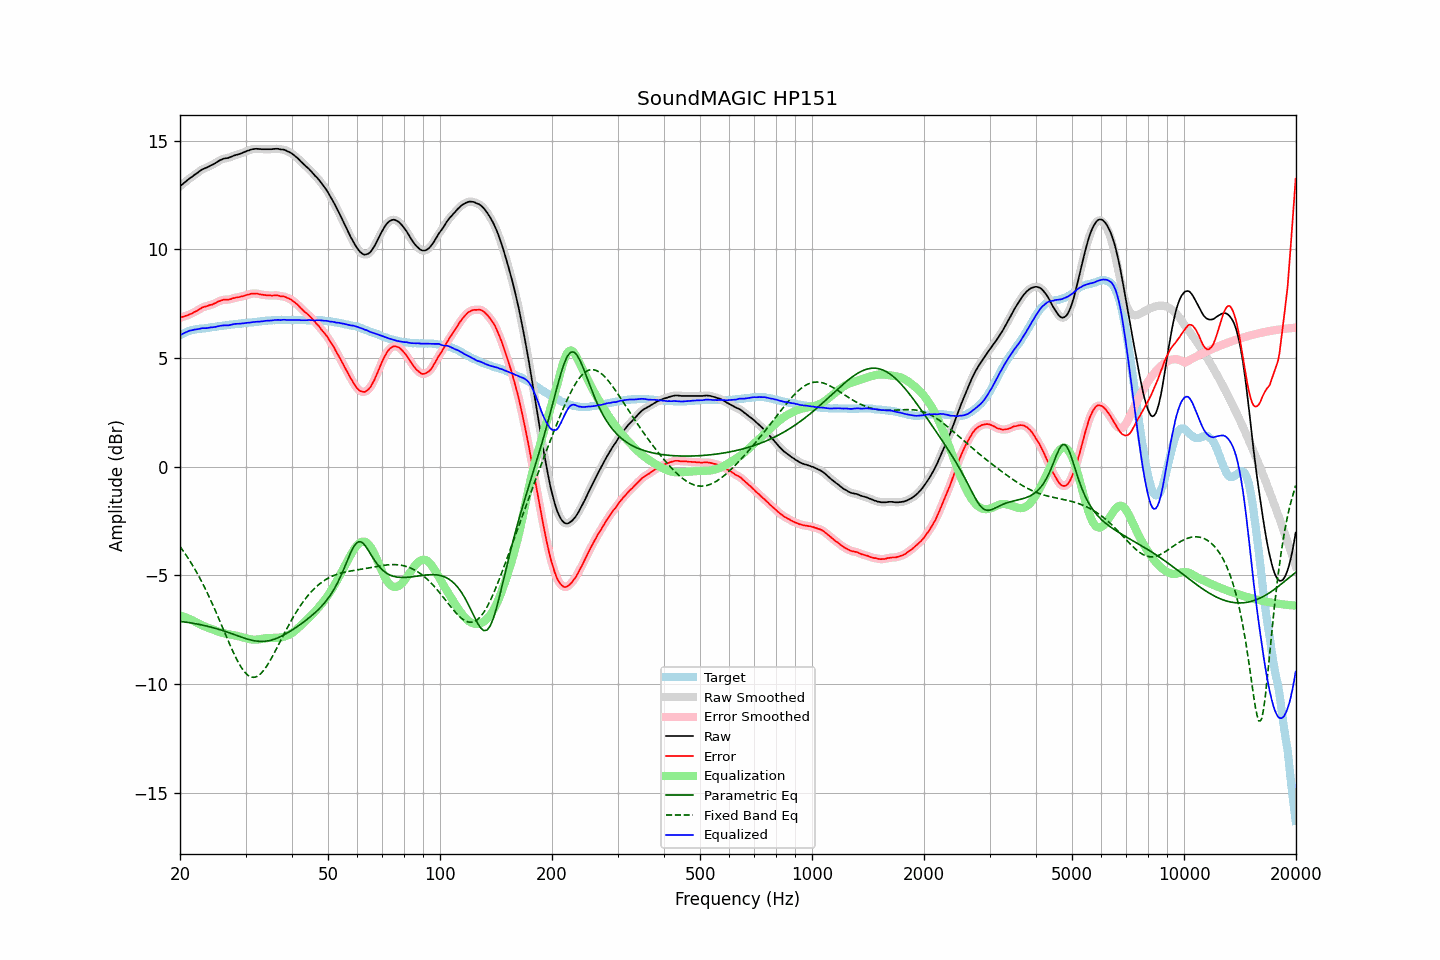 SoundMAGIC HP151
Amplitude (dBr)
15
10
5
0
−5
−10
−15
Target
Raw Smoothed
Error Smoothed
Raw
Error
Equalization
Parametric Eq
Fixed Band Eq
Equalized
20 50 100 200 500 1000 2000 5000 10000 20000
Frequency (Hz)